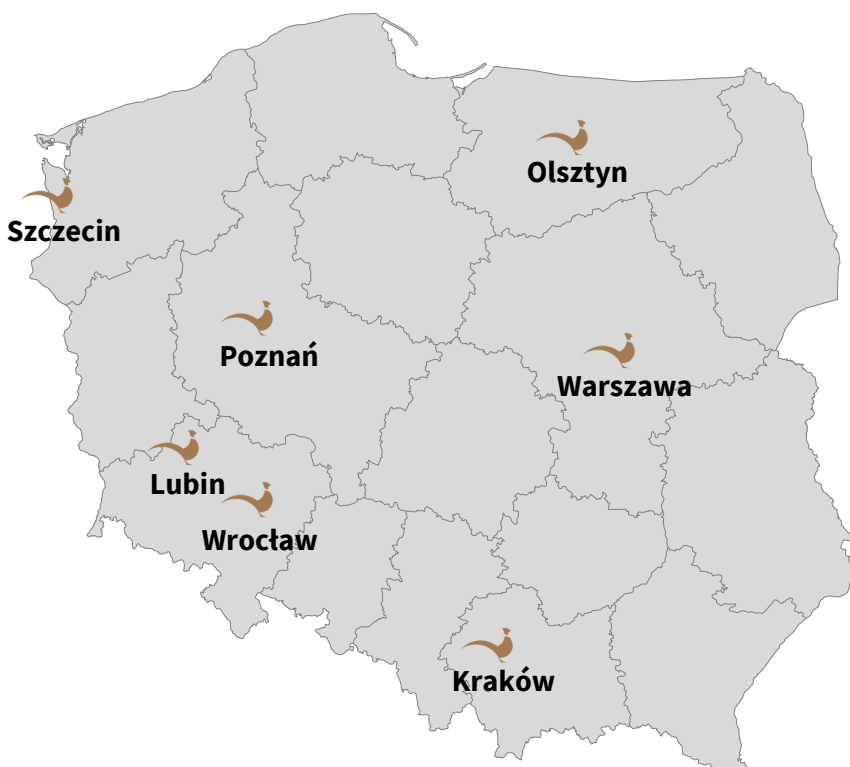 Olsztyn
Szczecin
Poznań
Warszawa
Lubin
Wrocław
Kraków